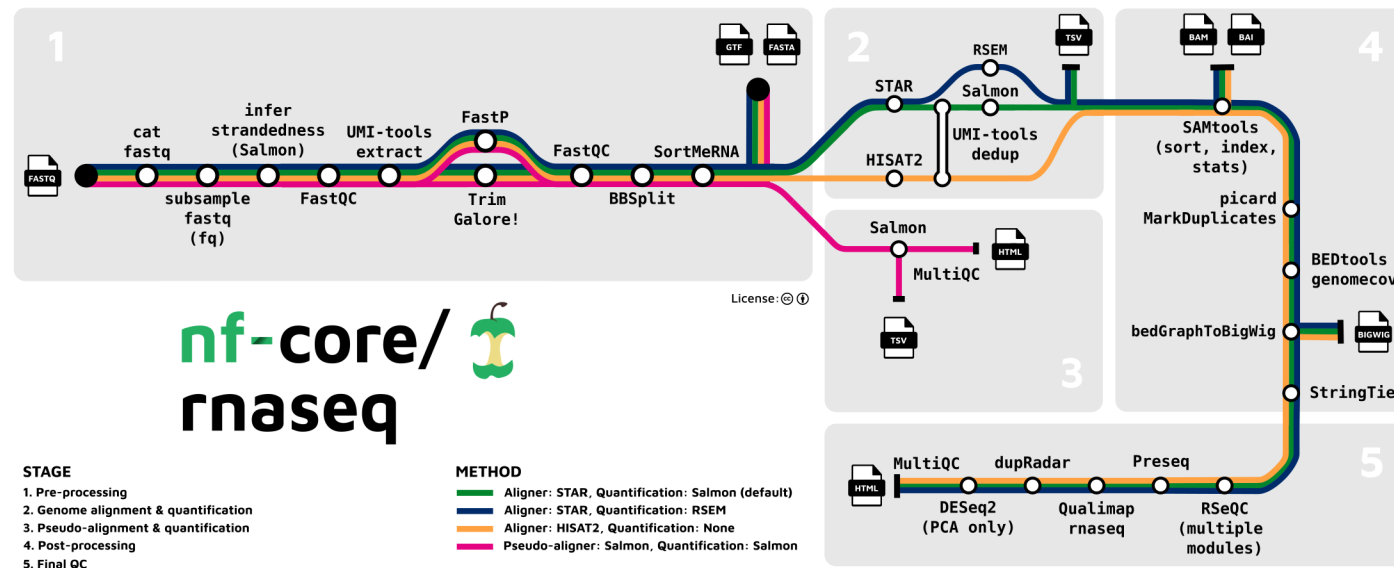 1
GTF
FASTA
FASTQ
cat
fastq
subsample
fastq
(fq)
infer
strandedness
(Salmon)
FastQC
UMI-tools
extract
FastP
Trim
Galore!
FastQC
BBSplit
SortMeRNA
2
STAR
HISAT2
RSEM
Salmon
UMI-tools
dedup
TSV
Salmon
MultiQC
HTML
TSV
3
4
BAM
BAI
SAMtools
(sort, index,
stats)
picard
MarkDuplicates
BEDtools
genomecov
bedGraphToBigWig
BIGWIG
StringTie
5
HTML
MultiQC
DESeq2
(PCA only)
dupRadar
Qualimap
rnaseq
Preseq
RSeQC
(multiple
modules)
License: cc
nf-core/
rnaseq
STAGE
1. Pre-processing
2. Genome alignment & quantification
3. Pseudo-alignment & quantification
4. Post-processing
5. Final QC
METHOD
Aligner: STAR, Quantification: Salmon (default)
Aligner: STAR, Quantification: RSEM
Aligner: HISAT2, Quantification: None
Pseudo-aligner: Salmon, Quantification: Salmon